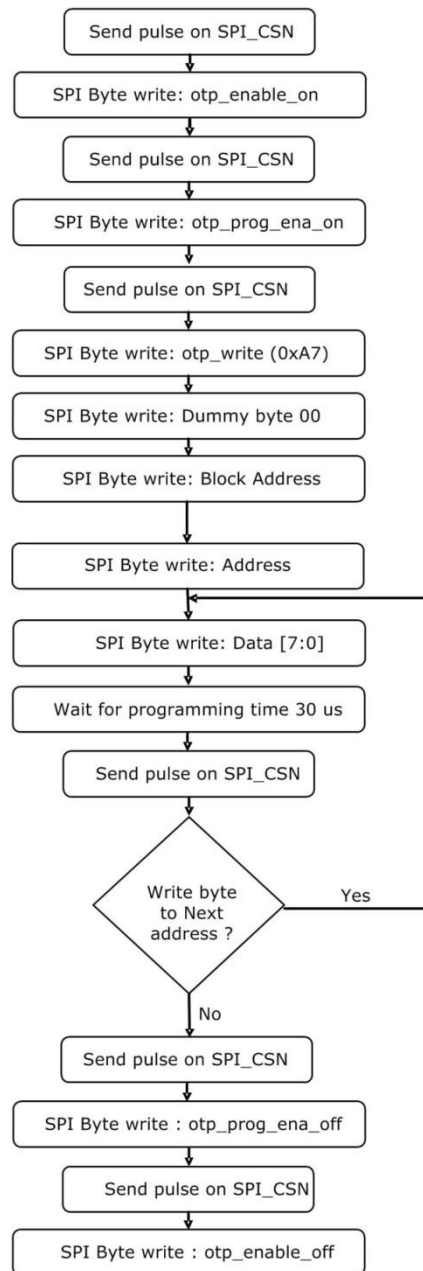 Send pulse on SPI_CSN
SPI Byte write: otp_enable_on
Send pulse on SPI_CSN
SPI Byte write: otp_prog_ena_on
Send pulse on SPI_CSN
SPI Byte write: otp_write (0xA7)
SPI Byte write: Dummy byte 00
SPI Byte write: Block Address
SPI Byte write: Address
SPI Byte write: Data [7:0]
Wait for programming time 30 us
Send pulse on SPI_CSN
Write byte
to Next
address ?
Yes
No
Send pulse on SPI_CSN
SPI Byte write : otp_prog_ena_off
Send pulse on SPI_CSN
SPI Byte write : otp_enable_off